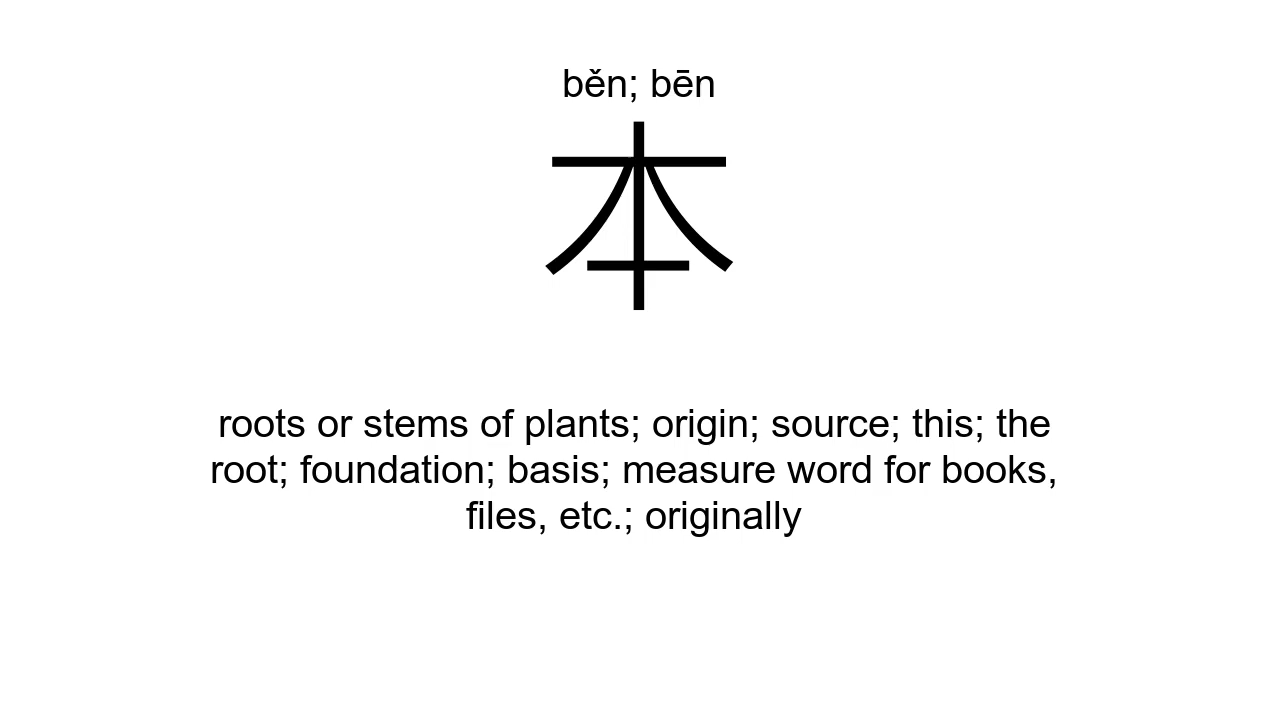 běn; bēn
本
roots or stems of plants; origin; source; this; the
root; foundation; basis; measure word for books,
files, etc.; originally